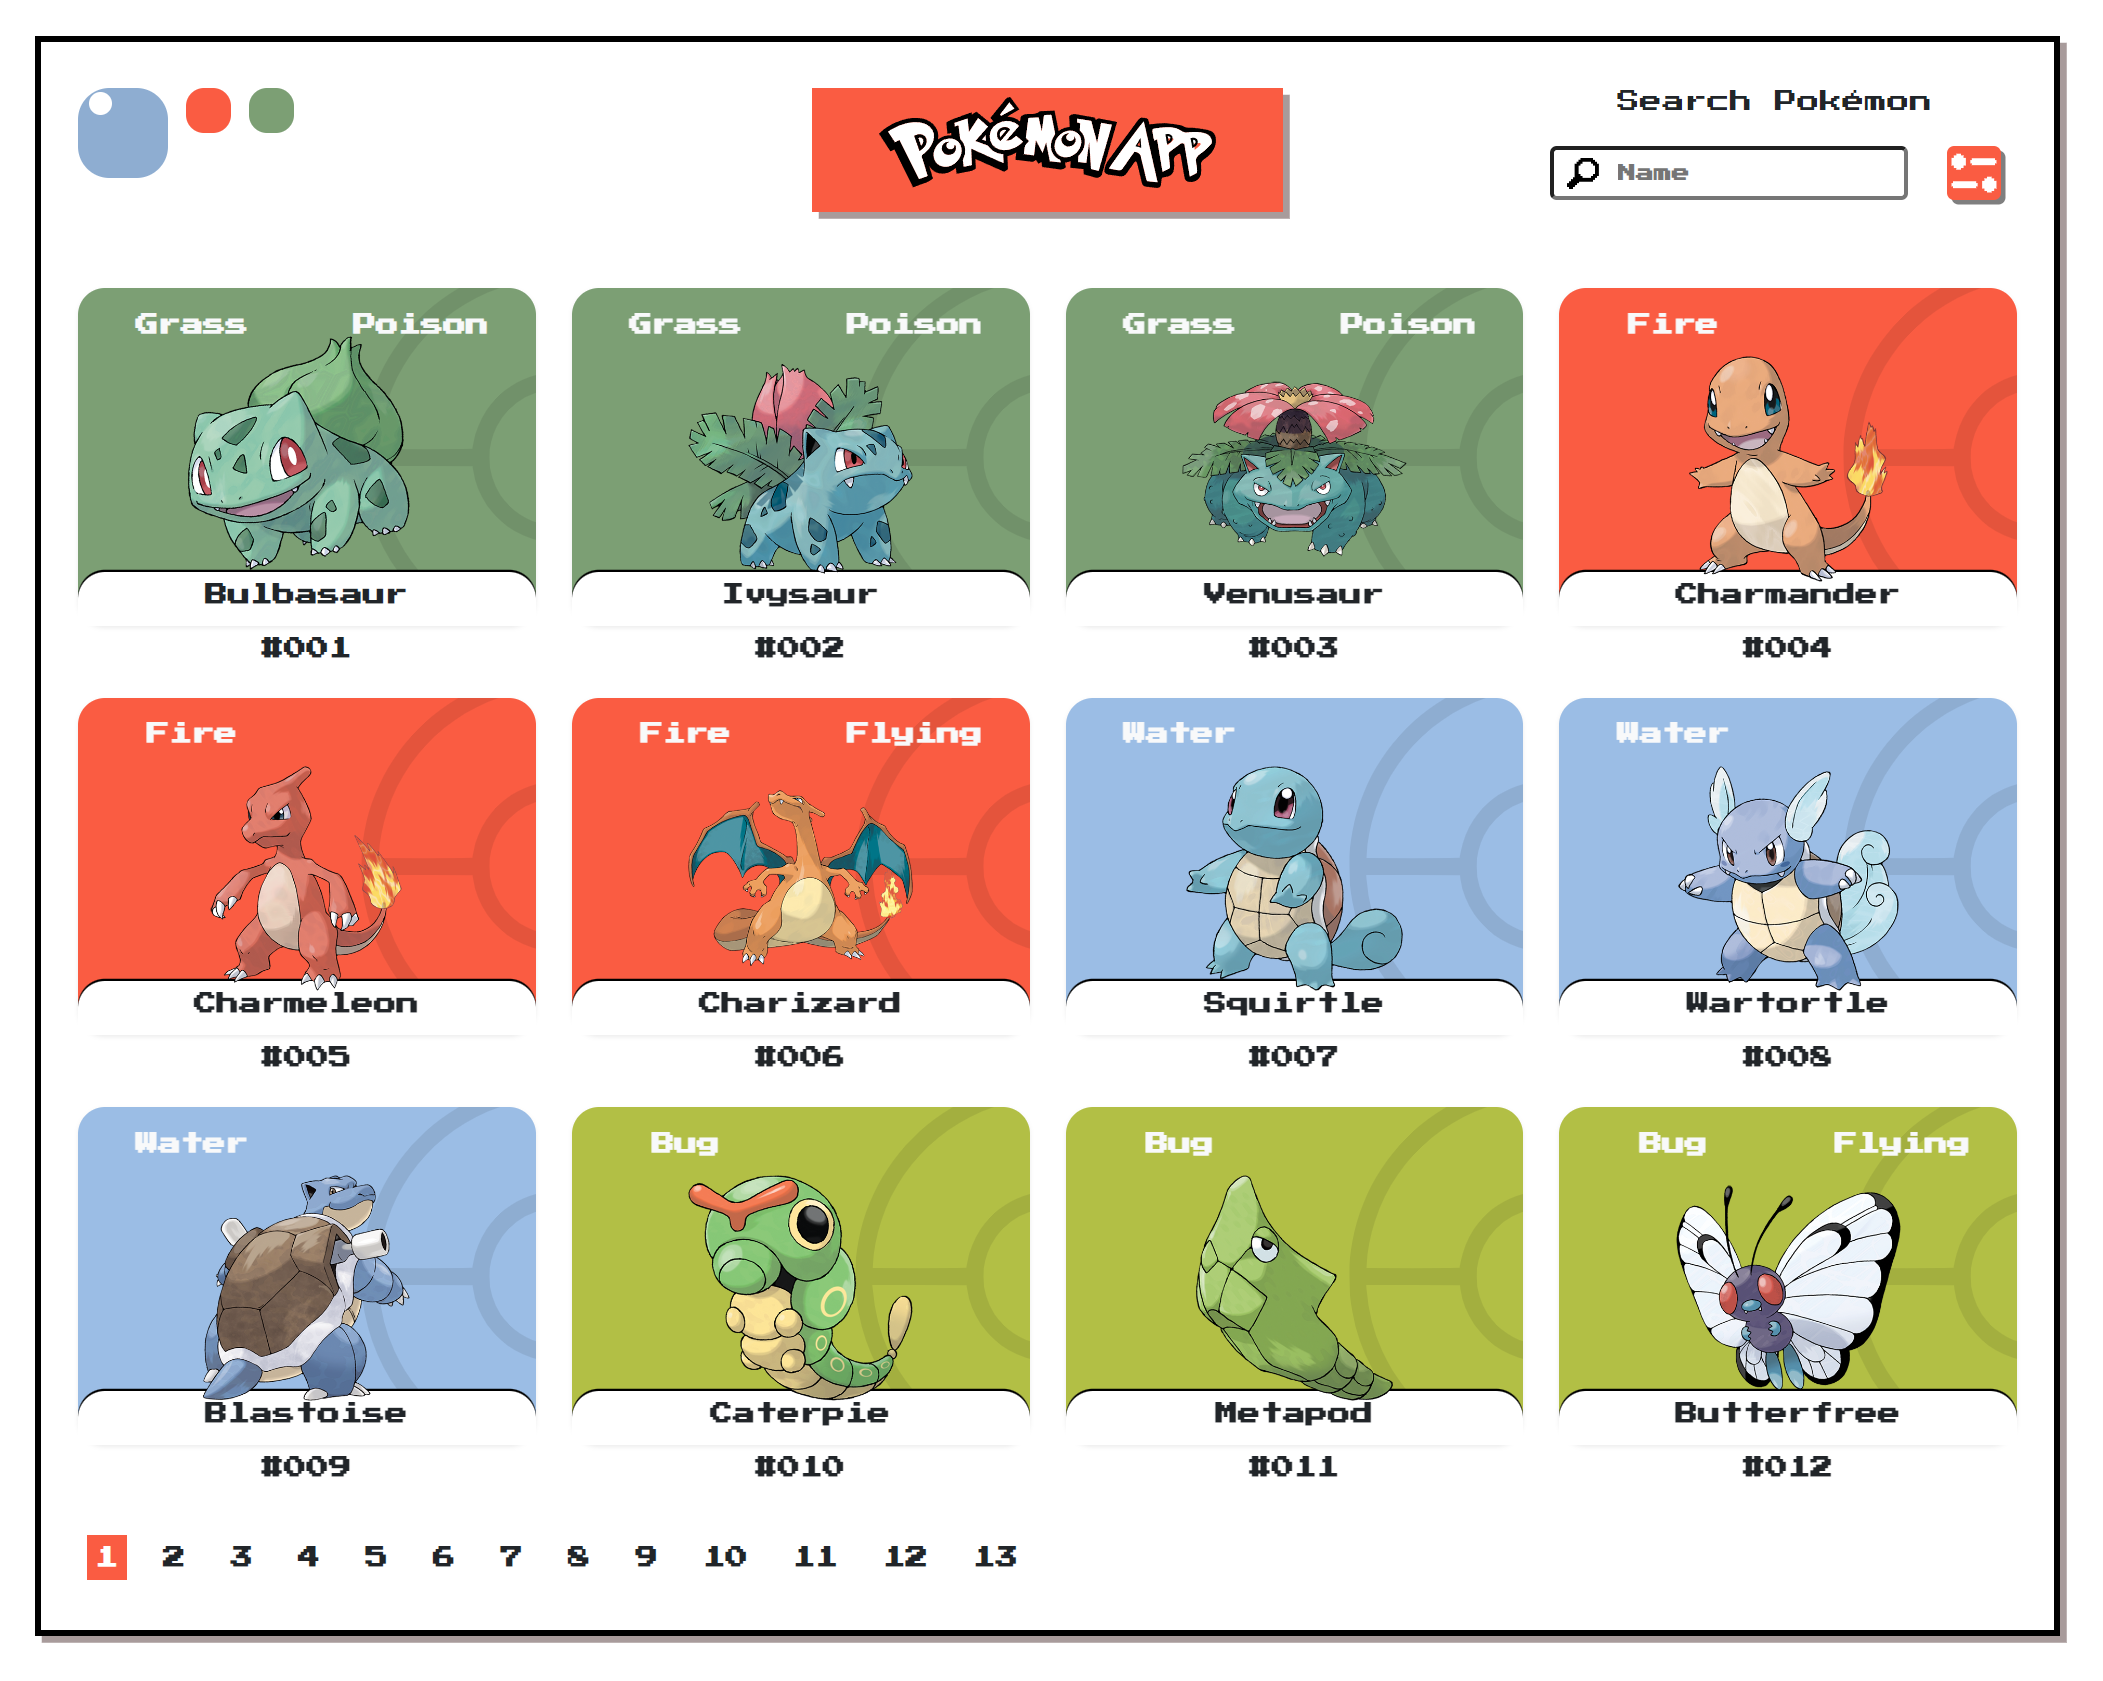 Pokémon App
Search Pokémon
Name
Grass Poison
Bulbasaur
#001
Grass Poison
Ivysaur
#002
Grass Poison
Venusaur
#003
Fire
Charmander
#004
Fire
Charmeleon
#005
Fire Flying
Charizard
#006
Water
Squirtle
#007
Water
Wartortle
#008
Water
Blastoise
#009
Bug
Caterpie
#010
Bug
Metapod
#011
Bug Flying
Butterfree
#012
1 2 3 4 5 6 7 8 9 10 11 12 13